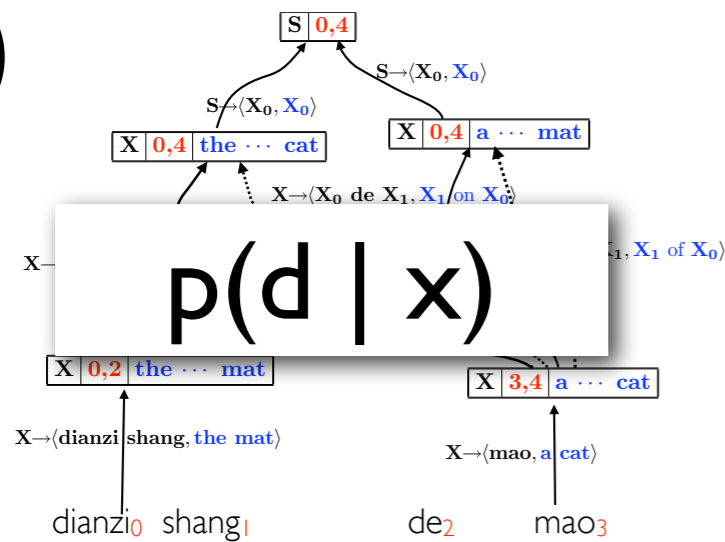 S 0,4
S→⟨X₀, X₀⟩
S→⟨X₀, X₀⟩
X 0,4 the ··· cat
X 0,4 a ··· mat
X→⟨X₀ de X₁, X₁ on X₀⟩
X→
X₁, X₁ of X₀⟩
p(d | x)
X 0,2 the ··· mat
X 3,4 a ··· cat
X→⟨dianzi shang, the mat⟩
X→⟨mao, a cat⟩
dianzi₀ shang₁ de₂ mao₃